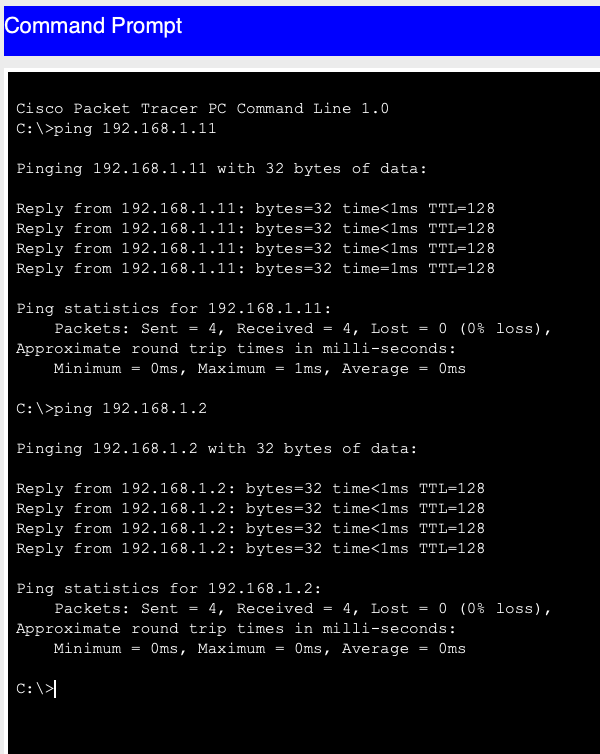 Command Prompt
Cisco Packet Tracer PC Command Line 1.0
C:\>ping 192.168.1.11
Pinging 192.168.1.11 with 32 bytes of data:
Reply from 192.168.1.11: bytes=32 time<1ms TTL=128
Reply from 192.168.1.11: bytes=32 time<1ms TTL=128
Reply from 192.168.1.11: bytes=32 time<1ms TTL=128
Reply from 192.168.1.11: bytes=32 time=1ms TTL=128
Ping statistics for 192.168.1.11:
    Packets: Sent = 4, Received = 4, Lost = 0 (0% loss),
Approximate round trip times in milli-seconds:
    Minimum = 0ms, Maximum = 1ms, Average = 0ms
C:\>ping 192.168.1.2
Pinging 192.168.1.2 with 32 bytes of data:
Reply from 192.168.1.2: bytes=32 time<1ms TTL=128
Reply from 192.168.1.2: bytes=32 time<1ms TTL=128
Reply from 192.168.1.2: bytes=32 time<1ms TTL=128
Reply from 192.168.1.2: bytes=32 time<1ms TTL=128
Ping statistics for 192.168.1.2:
    Packets: Sent = 4, Received = 4, Lost = 0 (0% loss),
Approximate round trip times in milli-seconds:
    Minimum = 0ms, Maximum = 0ms, Average = 0ms
C:\>